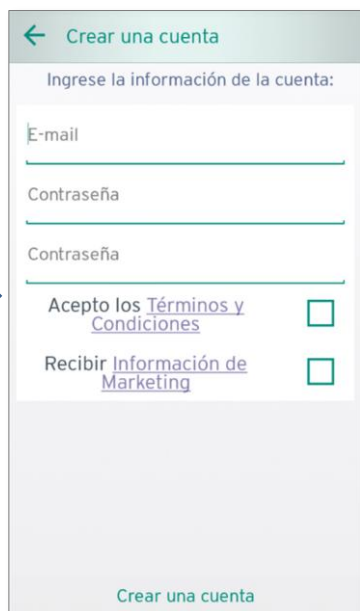 Crear una cuenta
Ingrese la información de la cuenta:
E-mail
Contraseña
Contraseña
Acepto los Términos y
Condiciones
Recibir Información de
Marketing
Crear una cuenta